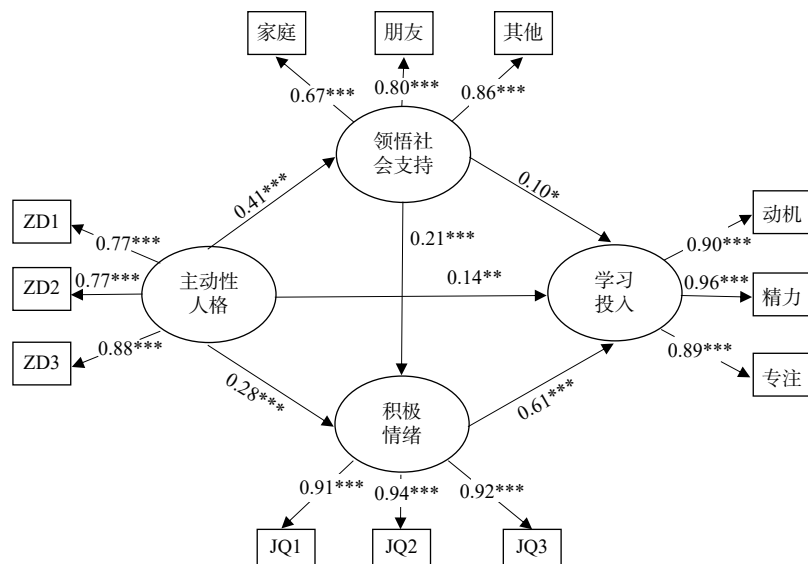 家庭
朋友
其他
0.67***
0.80***
0.86***
领悟社
会支持
0.41***
0.10*
ZD1
0.77***
动机
0.90***
0.21***
ZD2
0.77***
主动性
人格
0.14**
学习
投入
0.96***
精力
ZD3
0.88***
0.89***
专注
0.28***
0.61***
积极
情绪
0.91***
0.94***
0.92***
JQ1
JQ2
JQ3